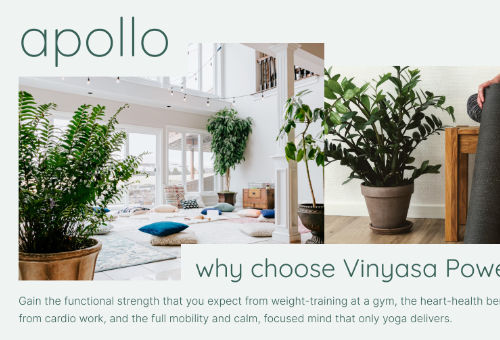 apollo
why choose Vinyasa Powe
Gain the functional strength that you expect from weight-training at a gym, the heart-health be
from cardio work, and the full mobility and calm, focused mind that only yoga delivers.